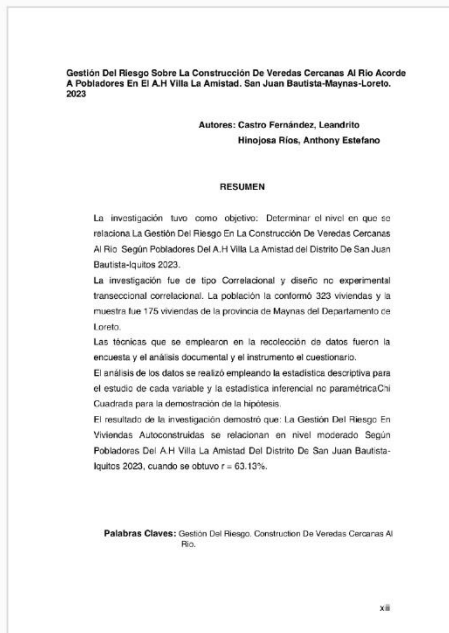 Gestión Del Riesgo Sobre La Construcción De Veredas Cercanas Al Río Acorde
A Pobladores En El A.H Villa La Amistad. San Juan Bautista-Maynas-Loreto.
2023
Autores: Castro Fernández, Leandrito
Hinojosa Ríos, Anthony Estefano
RESUMEN
La investigación tuvo como objetivo: Determinar el nivel en que se
relaciona La Gestión Del Riesgo En La Construcción De Veredas Cercanas
Al Río Según Pobladores Del A.H Villa La Amistad del Distrito De San Juan
Bautista-Iquitos 2023.
La investigación fue de tipo Correlacional y diseño no experimental
transeccional correlacional. La población la conformó 323 viviendas y la
muestra fue 175 viviendas de la provincia de Maynas del Departamento de
Loreto.
Las técnicas que se emplearon en la recolección de datos fueron la
encuesta y el análisis documental y el instrumento el cuestionario.
El análisis de los datos se realizó empleando la estadística descriptiva para
el estudio de cada variable y la estadística inferencial no paramétricaChi
Cuadrada para la demostración de la hipótesis.
El resultado de la investigación demostró que: La Gestión Del Riesgo En
Viviendas Autoconstruidas se relacionan en nivel moderado Según
Pobladores Del A.H Villa La Amistad Del Distrito De San Juan Bautista-
Iquitos 2023, cuando se obtuvo r = 63.13%.
Palabras Claves: Gestión Del Riesgo. Construction De Veredas Cercanas Al
Río.
xiii